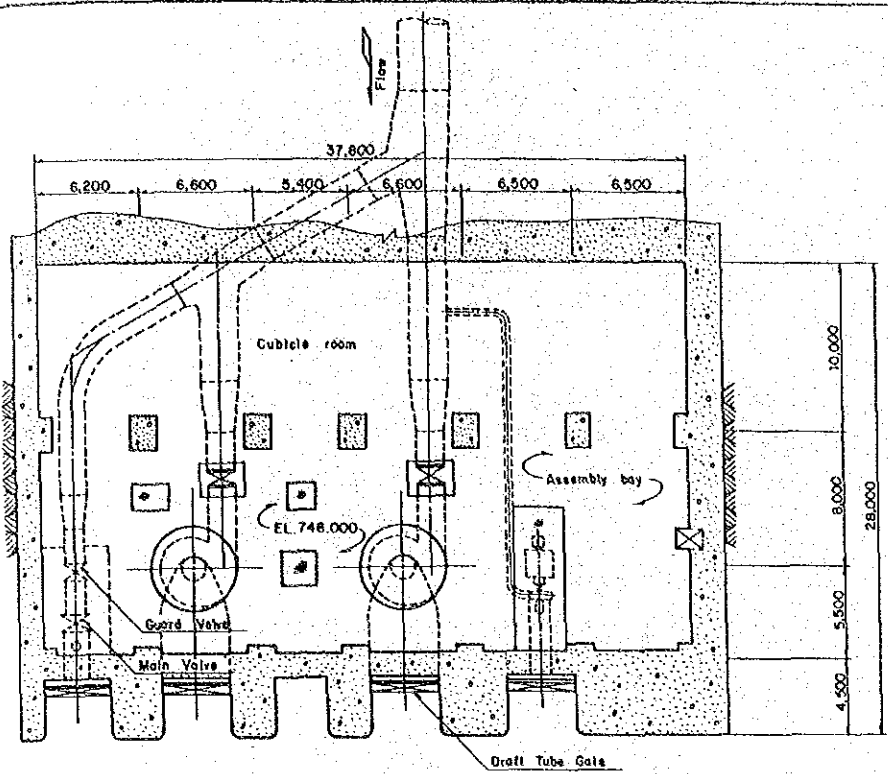 Flow
37,800
6,200
6,600
5,400
6,600
6,500
6,500
Cubicle room
10,000
Assembly bay
8,000
28,000
EL.748.000
5,500
Guard Valve
Main Valve
4,500
Draft Tube Gate